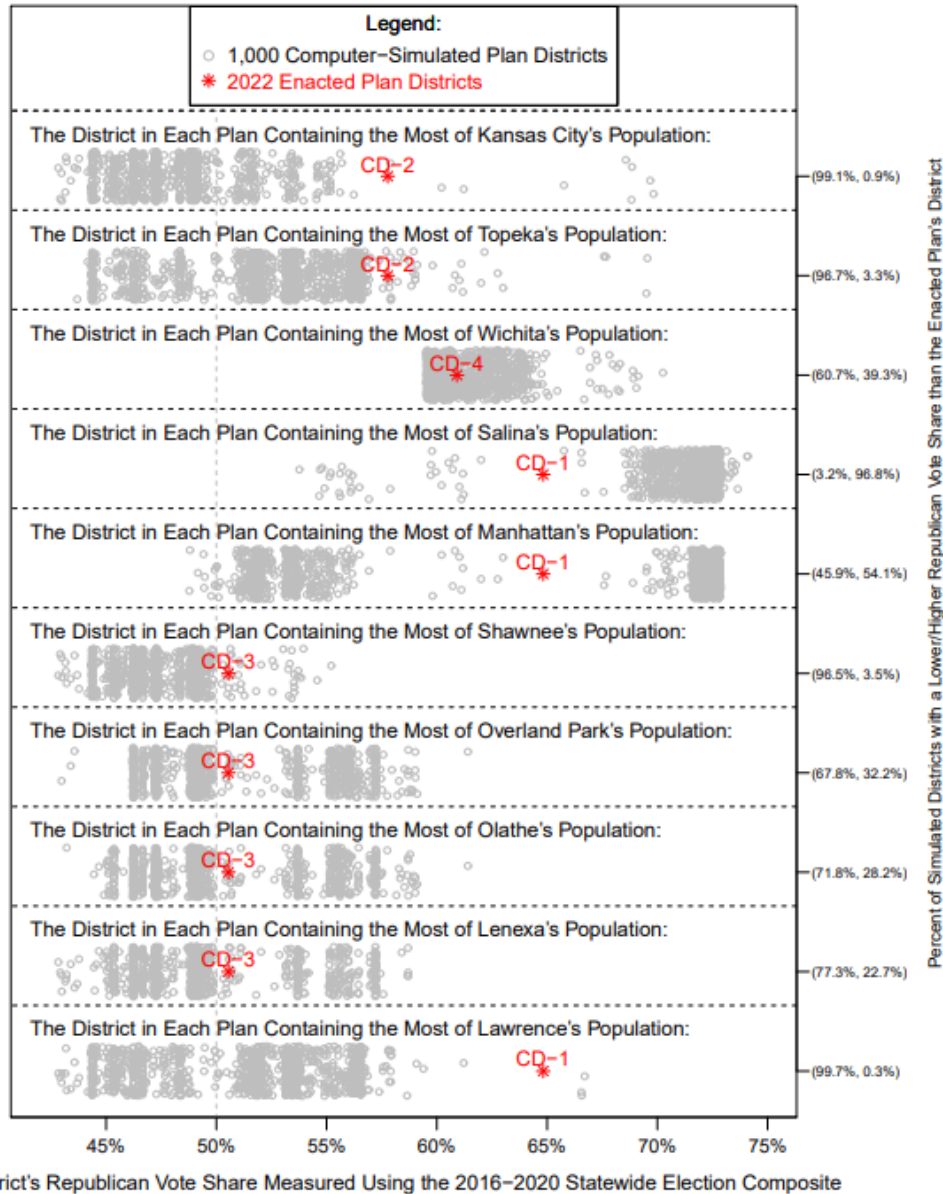 Legend:
1,000 Computer−Simulated Plan Districts
2022 Enacted Plan Districts
The District in Each Plan Containing the Most of Kansas City's Population:
CD−2
(99.1%, 0.9%)
The District in Each Plan Containing the Most of Topeka's Population:
CD−2
(96.7%, 3.3%)
The District in Each Plan Containing the Most of Wichita's Population:
CD−4
(60.7%, 39.3%)
The District in Each Plan Containing the Most of Salina's Population:
CD−1
(3.2%, 96.8%)
The District in Each Plan Containing the Most of Manhattan's Population:
CD−1
(45.9%, 54.1%)
The District in Each Plan Containing the Most of Shawnee's Population:
CD−3
(96.5%, 3.5%)
The District in Each Plan Containing the Most of Overland Park's Population:
CD−3
(67.8%, 32.2%)
The District in Each Plan Containing the Most of Olathe's Population:
CD−3
(71.8%, 28.2%)
The District in Each Plan Containing the Most of Lenexa's Population:
CD−3
(77.3%, 22.7%)
The District in Each Plan Containing the Most of Lawrence's Population:
CD−1
(99.7%, 0.3%)
45% 50% 55% 60% 65% 70% 75%
rict's Republican Vote Share Measured Using the 2016−2020 Statewide Election Composite
Percent of Simulated Districts with a Lower/Higher Republican Vote Share than the Enacted Plan's District